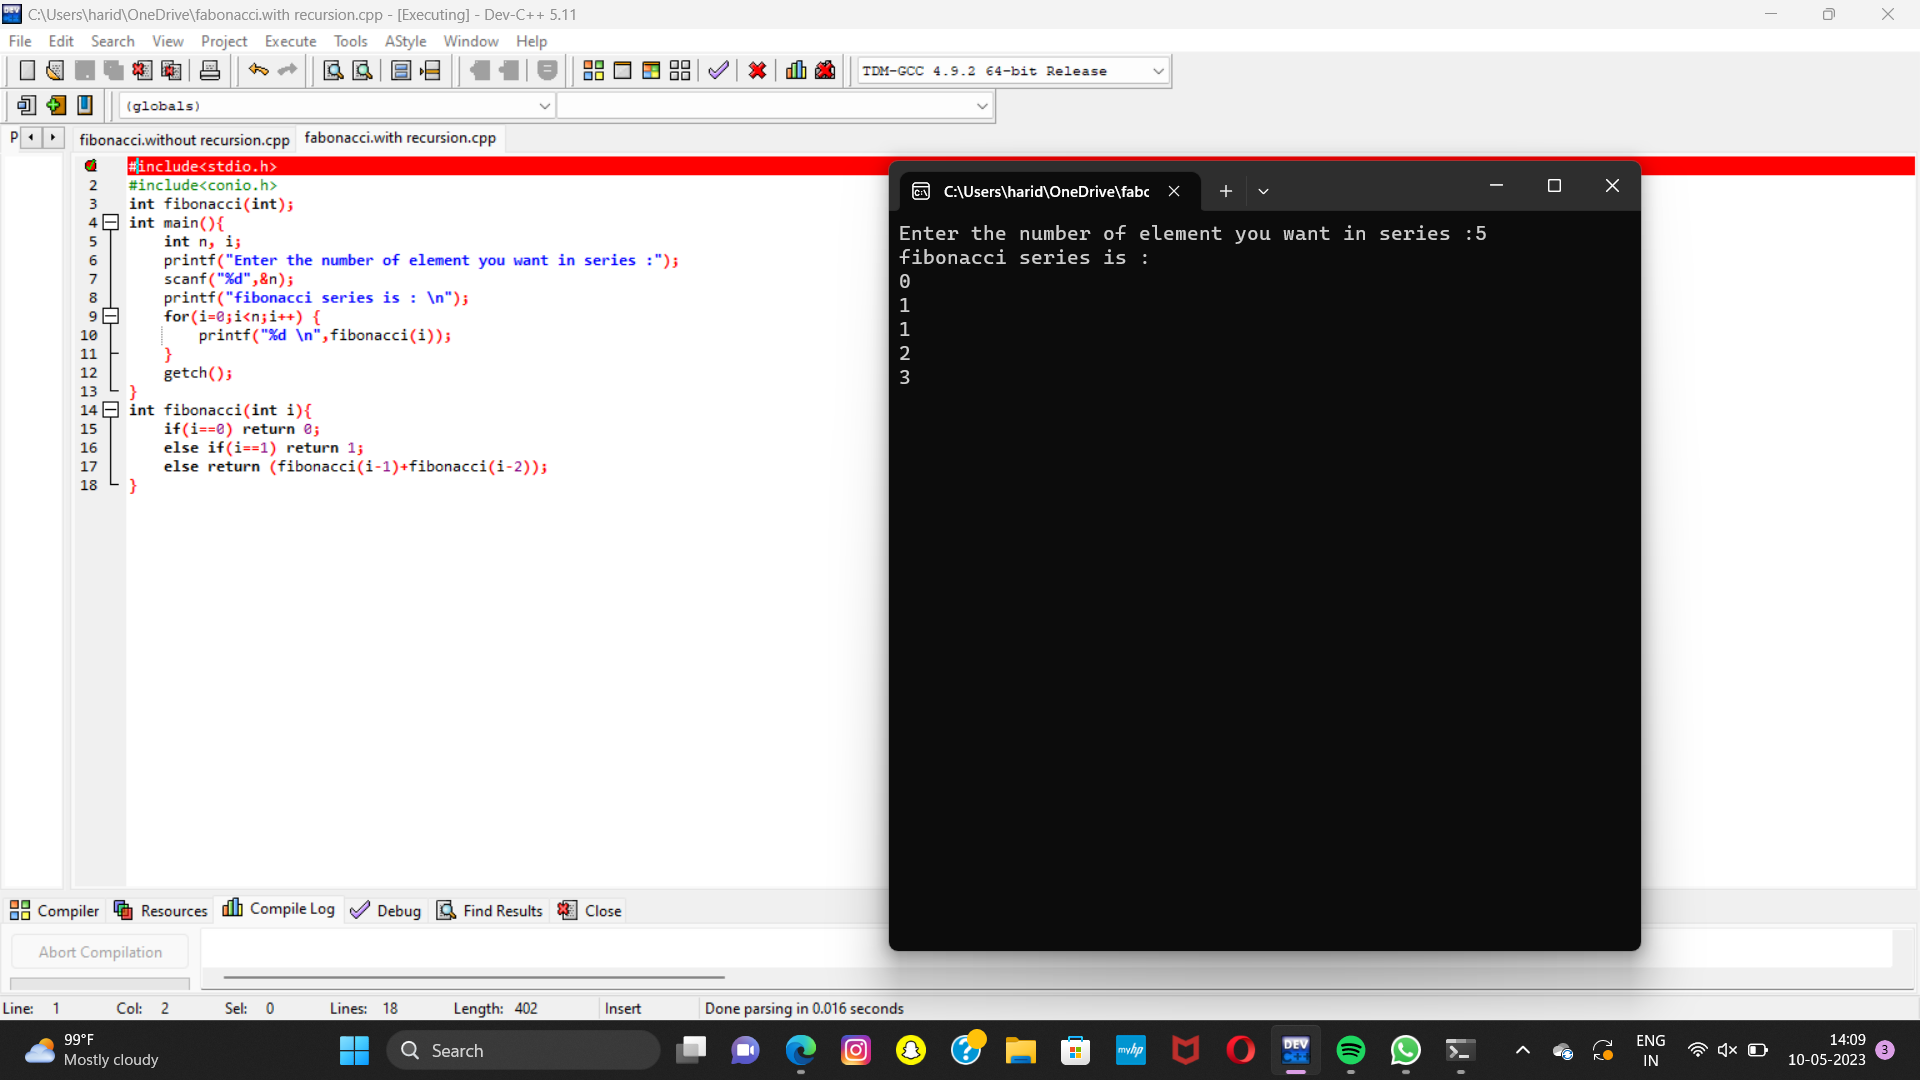 C:\Users\harid\OneDrive\fabonacci.with recursion.cpp - [Executing] - Dev-C++ 5.11
File Edit Search View Project Execute Tools AStyle Window Help
TDM-GCC 4.9.2 64-bit Release
(globals)
P fibonacci.without recursion.cpp fabonacci.with recursion.cpp
#include<stdio.h>
2 #include<conio.h>
3 int fibonacci(int);
4 int main(){
5 int n, i;
6 printf("Enter the number of element you want in series :");
7 scanf("%d",&n);
8 printf("fibonacci series is : \n");
9 for(i=0;i<n;i++) {
10 printf("%d \n",fibonacci(i));
11 }
12 getch();
13 }
14 int fibonacci(int i){
15 if(i==0) return 0;
16 else if(i==1) return 1;
17 else return (fibonacci(i-1)+fibonacci(i-2));
18 }
C:\Users\harid\OneDrive\fabc
Enter the number of element you want in series :5
fibonacci series is :
0
1
1
2
3
Compiler Resources Compile Log Debug Find Results Close
Abort Compilation
Line: 1 Col: 2 Sel: 0 Lines: 18 Length: 402 Insert Done parsing in 0.016 seconds
99°F
Mostly cloudy
Search
myhp
DEV
C++
ENG
IN
14:09
10-05-2023
3